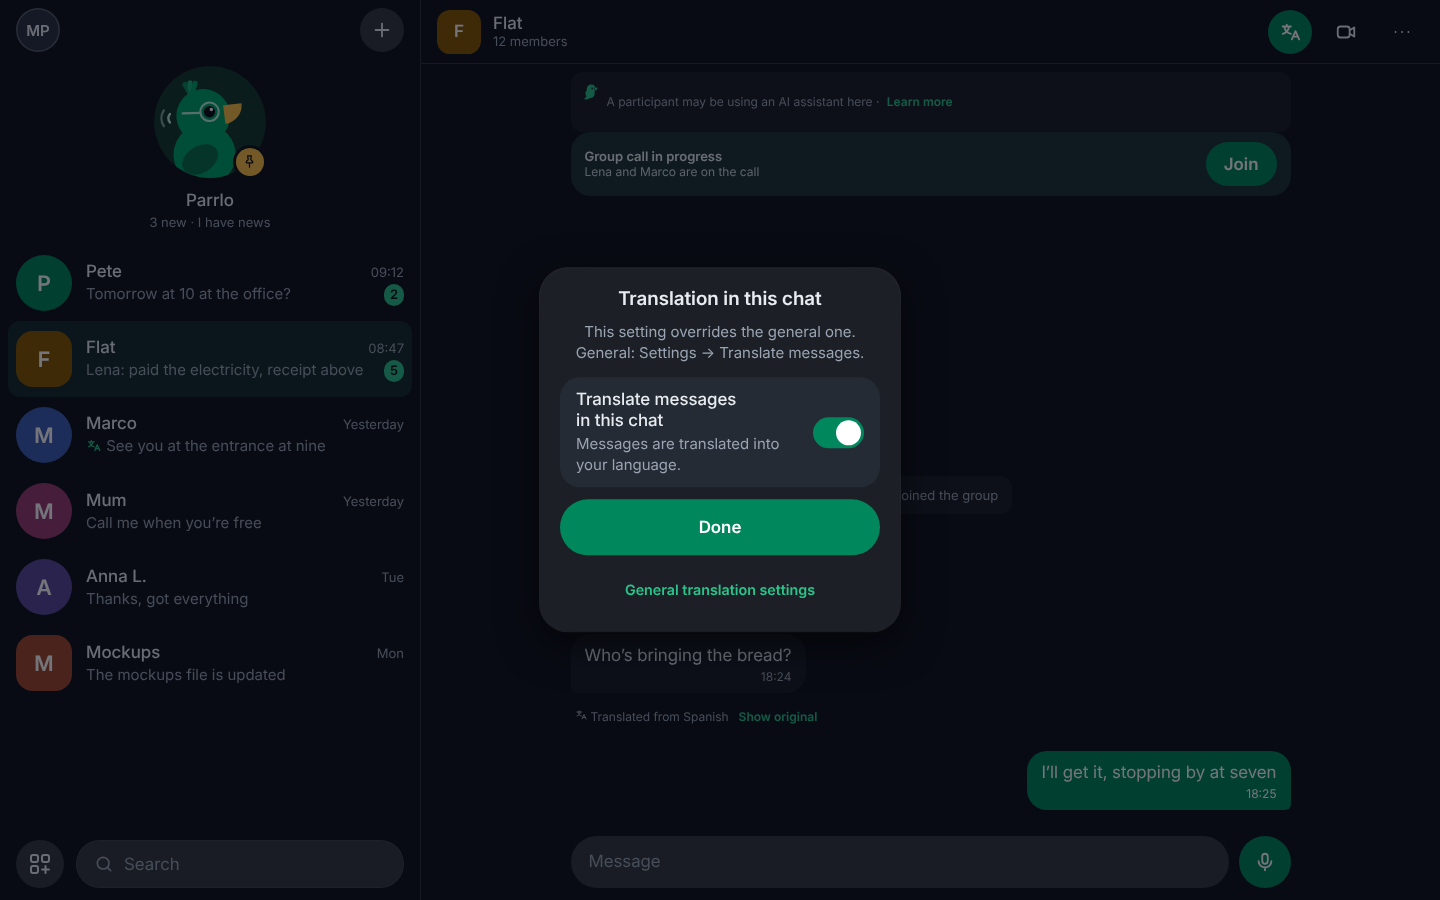 MP
Parrlo
3 new · I have news
P
Pete
09:12
Tomorrow at 10 at the office?
2
F
Flat
08:47
Lena: paid the electricity, receipt above
5
M
Marco
Yesterday
See you at the entrance at nine
M
Mum
Yesterday
Call me when you’re free
A
Anna L.
Tue
Thanks, got everything
M
Mockups
Mon
The mockups file is updated
Search
F
Flat
12 members
A participant may be using an AI assistant here · Learn more
Group call in progress
Lena and Marco are on the call
Join
Translation in this chat
This setting overrides the general one.
General: Settings → Translate messages.
Translate messages
in this chat
Messages are translated into
your language.
Done
General translation settings
the group
Who’s bringing the bread?
18:24
Translated from Spanish Show original
I’ll get it, stopping by at seven
18:25
Message